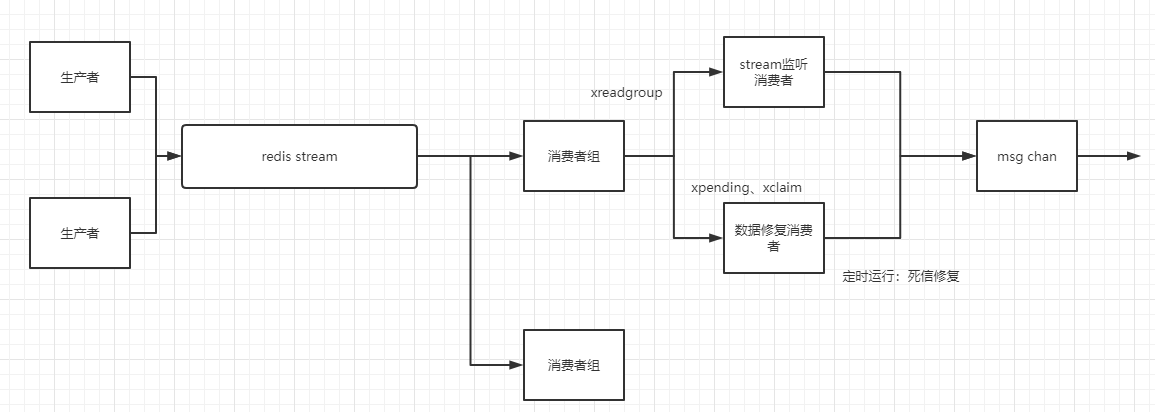 生产者
生产者
redis stream
消费者组
消费者组
xreadgroup
stream监听
消费者
xpending、xclaim
数据修复消费
者
定时运行：死信修复
msg chan